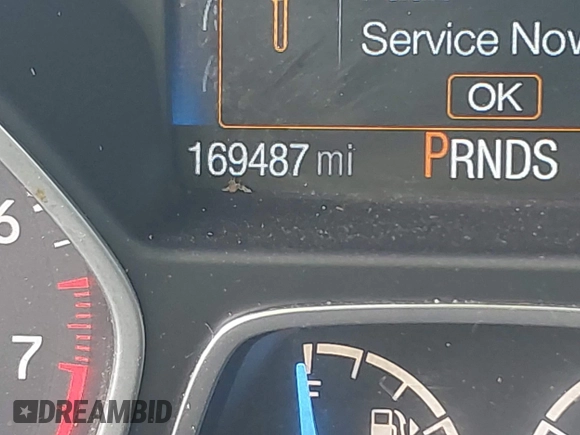 Service Now
OK
169487 mi
PRNDS
6
7
F
DREAMBID